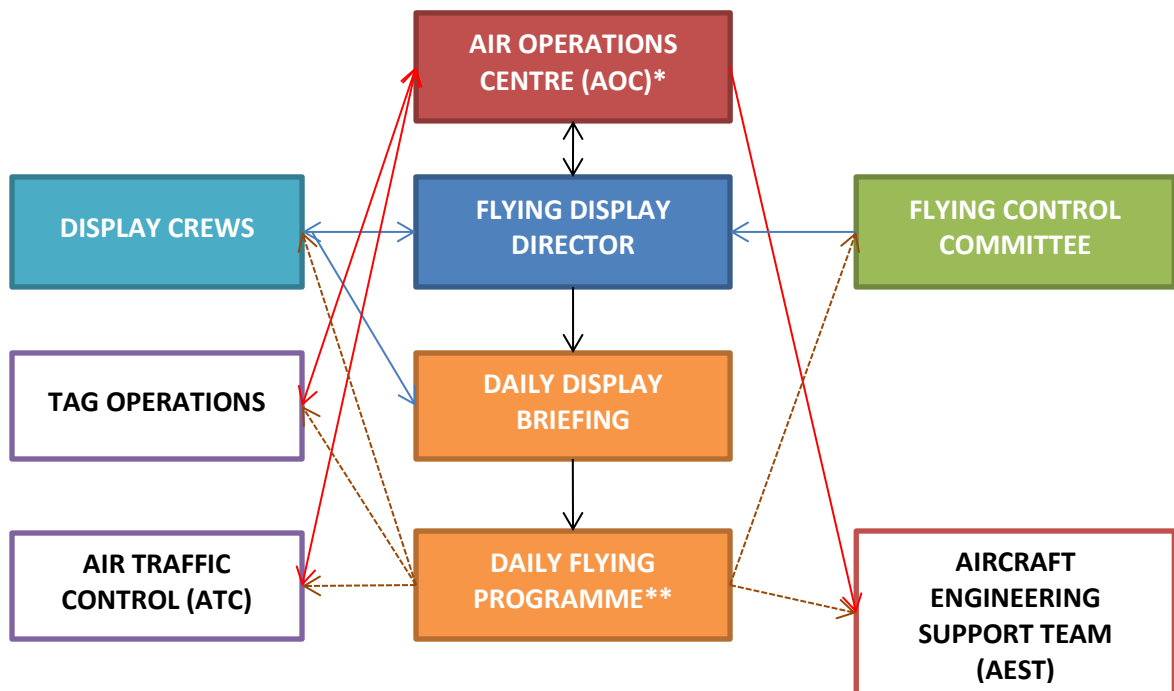 AIR OPERATIONS
CENTRE (AOC)*
DISPLAY CREWS
FLYING DISPLAY
DIRECTOR
FLYING CONTROL
COMMITTEE
TAG OPERATIONS
DAILY DISPLAY
BRIEFING
AIR TRAFFIC
CONTROL (ATC)
DAILY FLYING
PROGRAMME**
AIRCRAFT
ENGINEERING
SUPPORT TEAM
(AEST)